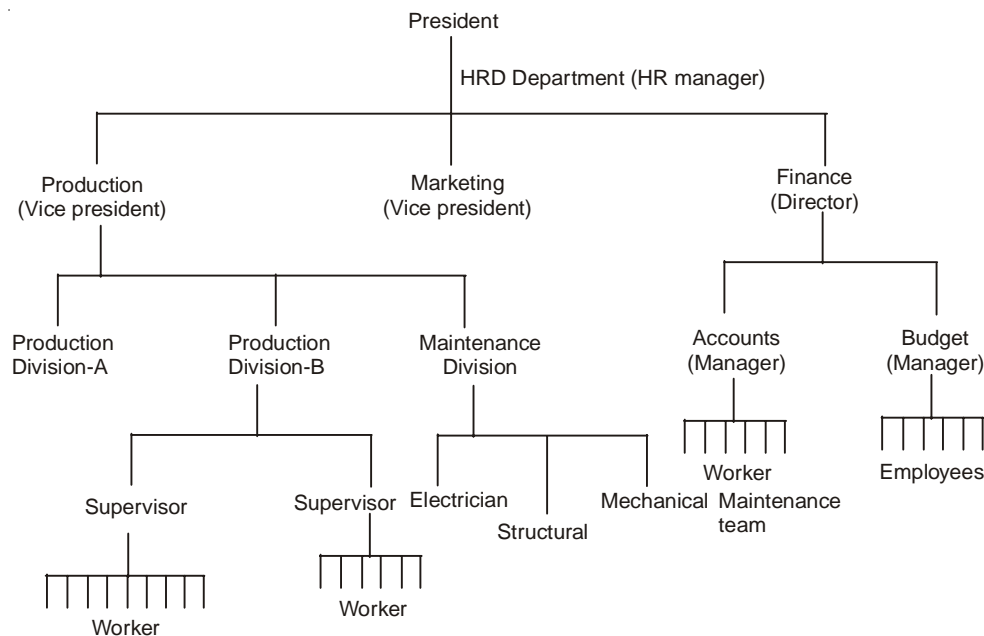 President
HRD Department (HR manager)
Production
(Vice president)
Marketing
(Vice president)
Finance
(Director)
Production
Division-A
Production
Division-B
Maintenance
Division
Accounts
(Manager)
Budget
(Manager)
Supervisor
Supervisor
Electrician
Structural
Mechanical Maintenance
team
Worker
Employees
Worker
Worker